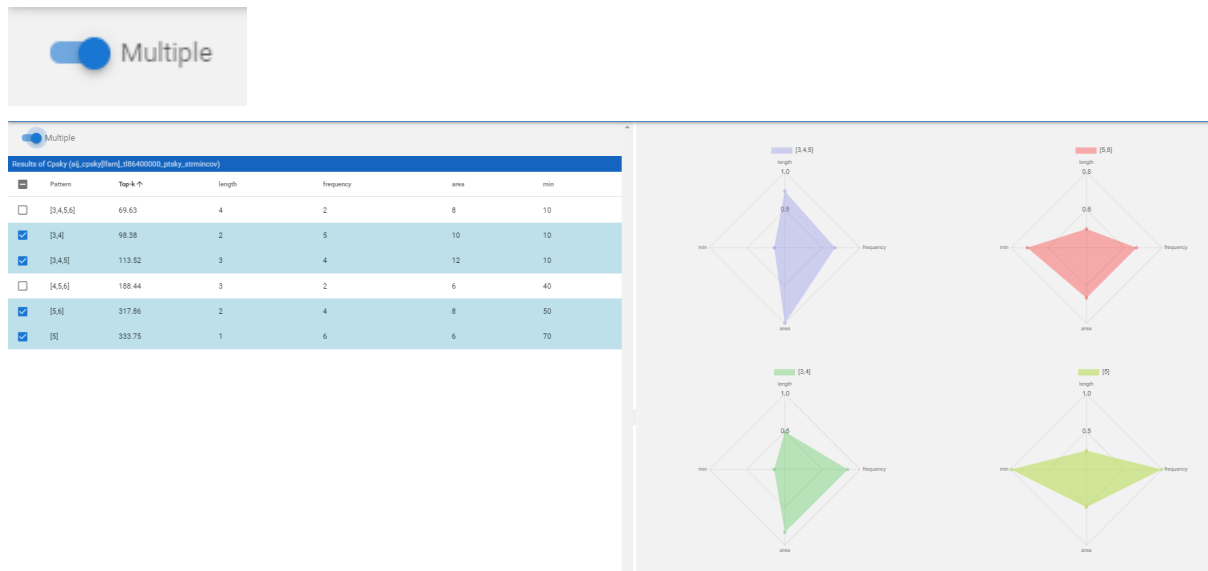 Multiple
Multiple
Results of Cpsky (aij_cpsky[lfam]_tl86400000_ptsky_strmincov)
Pattern Top-k ↑ length frequency area min
[3,4,5,6] 69.63 4 2 8 10
[3,4] 98.38 2 5 10 10
[3,4,5] 113.52 3 4 12 10
[4,5,6] 188.44 3 2 6 40
[5,6] 317.86 2 4 8 50
[5] 333.75 1 6 6 70
[3,4,5]
length
1.0
0.5
min frequency
area
[5,6]
length
0.8
0.6
min frequency
area
[3,4]
length
1.0
0.5
min frequency
area
[5]
length
1.0
0.5
min frequency
area